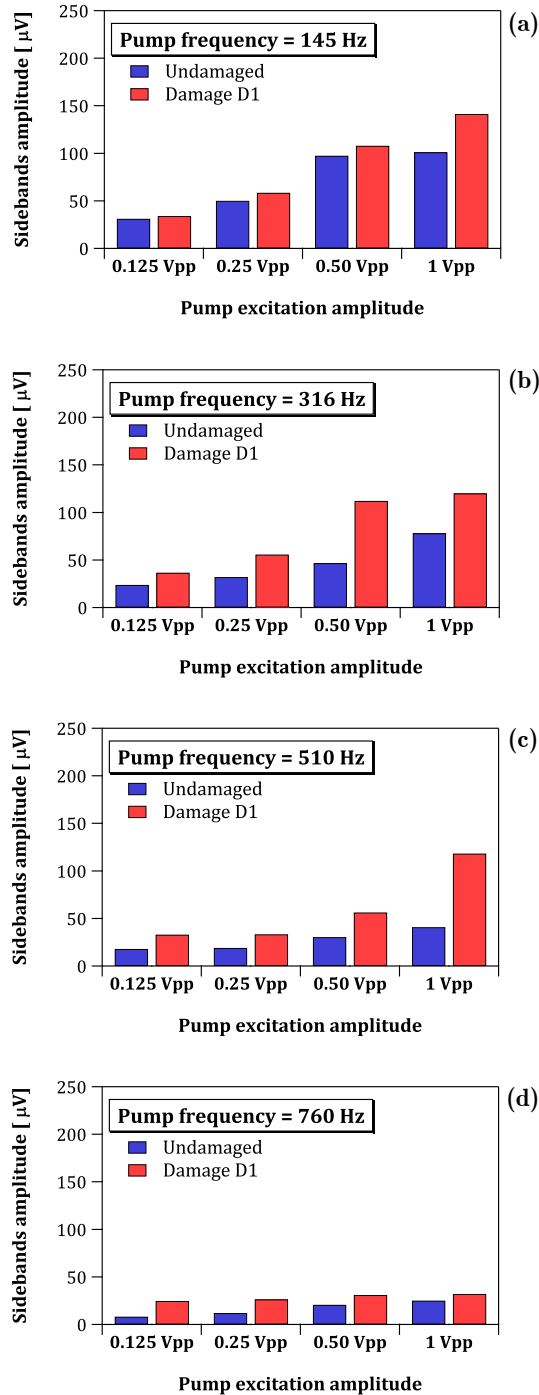 (a)
Sidebands amplitude [ μV]
250
200
150
100
50
0
Pump frequency = 145 Hz
Undamaged
Damage D1
0.125 Vpp 0.25 Vpp 0.50 Vpp 1 Vpp
Pump excitation amplitude
(b)
Sidebands amplitude [ μV]
250
200
150
100
50
0
Pump frequency = 316 Hz
Undamaged
Damage D1
0.125 Vpp 0.25 Vpp 0.50 Vpp 1 Vpp
Pump excitation amplitude
(c)
Sidebands amplitude [ μV]
250
200
150
100
50
0
Pump frequency = 510 Hz
Undamaged
Damage D1
0.125 Vpp 0.25 Vpp 0.50 Vpp 1 Vpp
Pump excitation amplitude
(d)
Sidebands amplitude [ μV]
250
200
150
100
50
0
Pump frequency = 760 Hz
Undamaged
Damage D1
0.125 Vpp 0.25 Vpp 0.50 Vpp 1 Vpp
Pump excitation amplitude